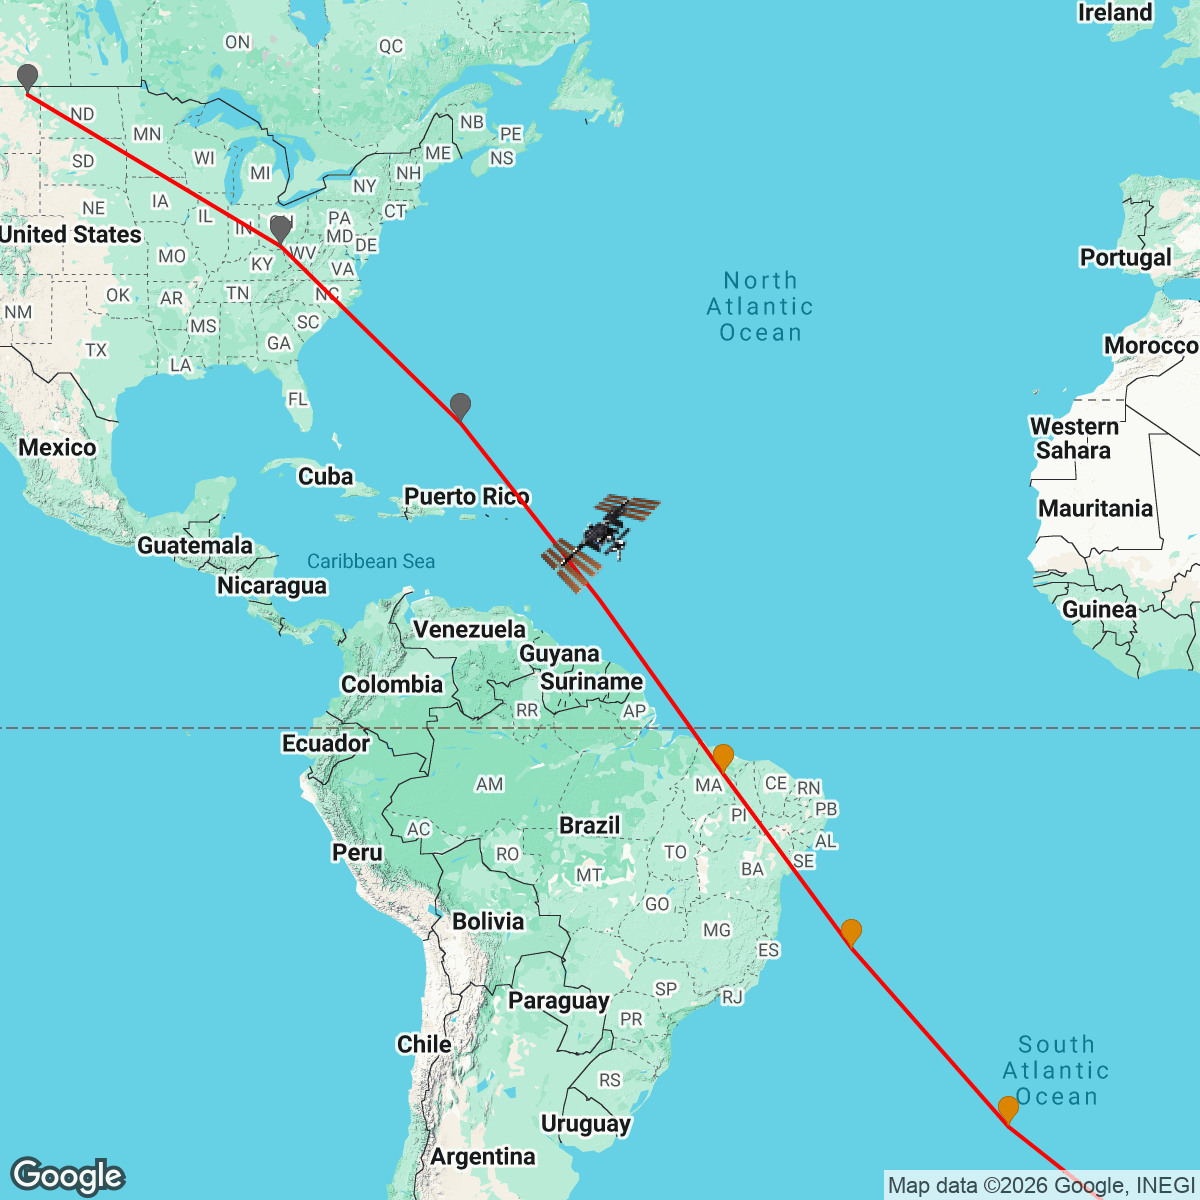 Ireland
ON
QC
ND
MN
NB
PE
ME
NS
SD
WI
MI
NH
NY
NE
IA
IL
IN
PA
CT
United States
MD
DE
MO
WV
KY
VA
OK
AR
TN
NC
NM
MS
SC
TX
GA
LA
FL
North
Atlantic
Ocean
Portugal
Morocco
Western
Sahara
Mexico
Cuba
Puerto Rico
Mauritania
Guatemala
Caribbean Sea
Nicaragua
Guinea
Venezuela
Guyana
Colombia
Suriname
RR
AP
Ecuador
AM
MA
CE
RN
PB
PI
AC
Brazil
AL
Peru
RO
TO
SE
MT
BA
GO
Bolivia
MG
ES
SP
RJ
Paraguay
PR
Chile
South
Atlantic
Ocean
RS
Uruguay
Argentina
Google
Map data ©2026 Google, INEGI